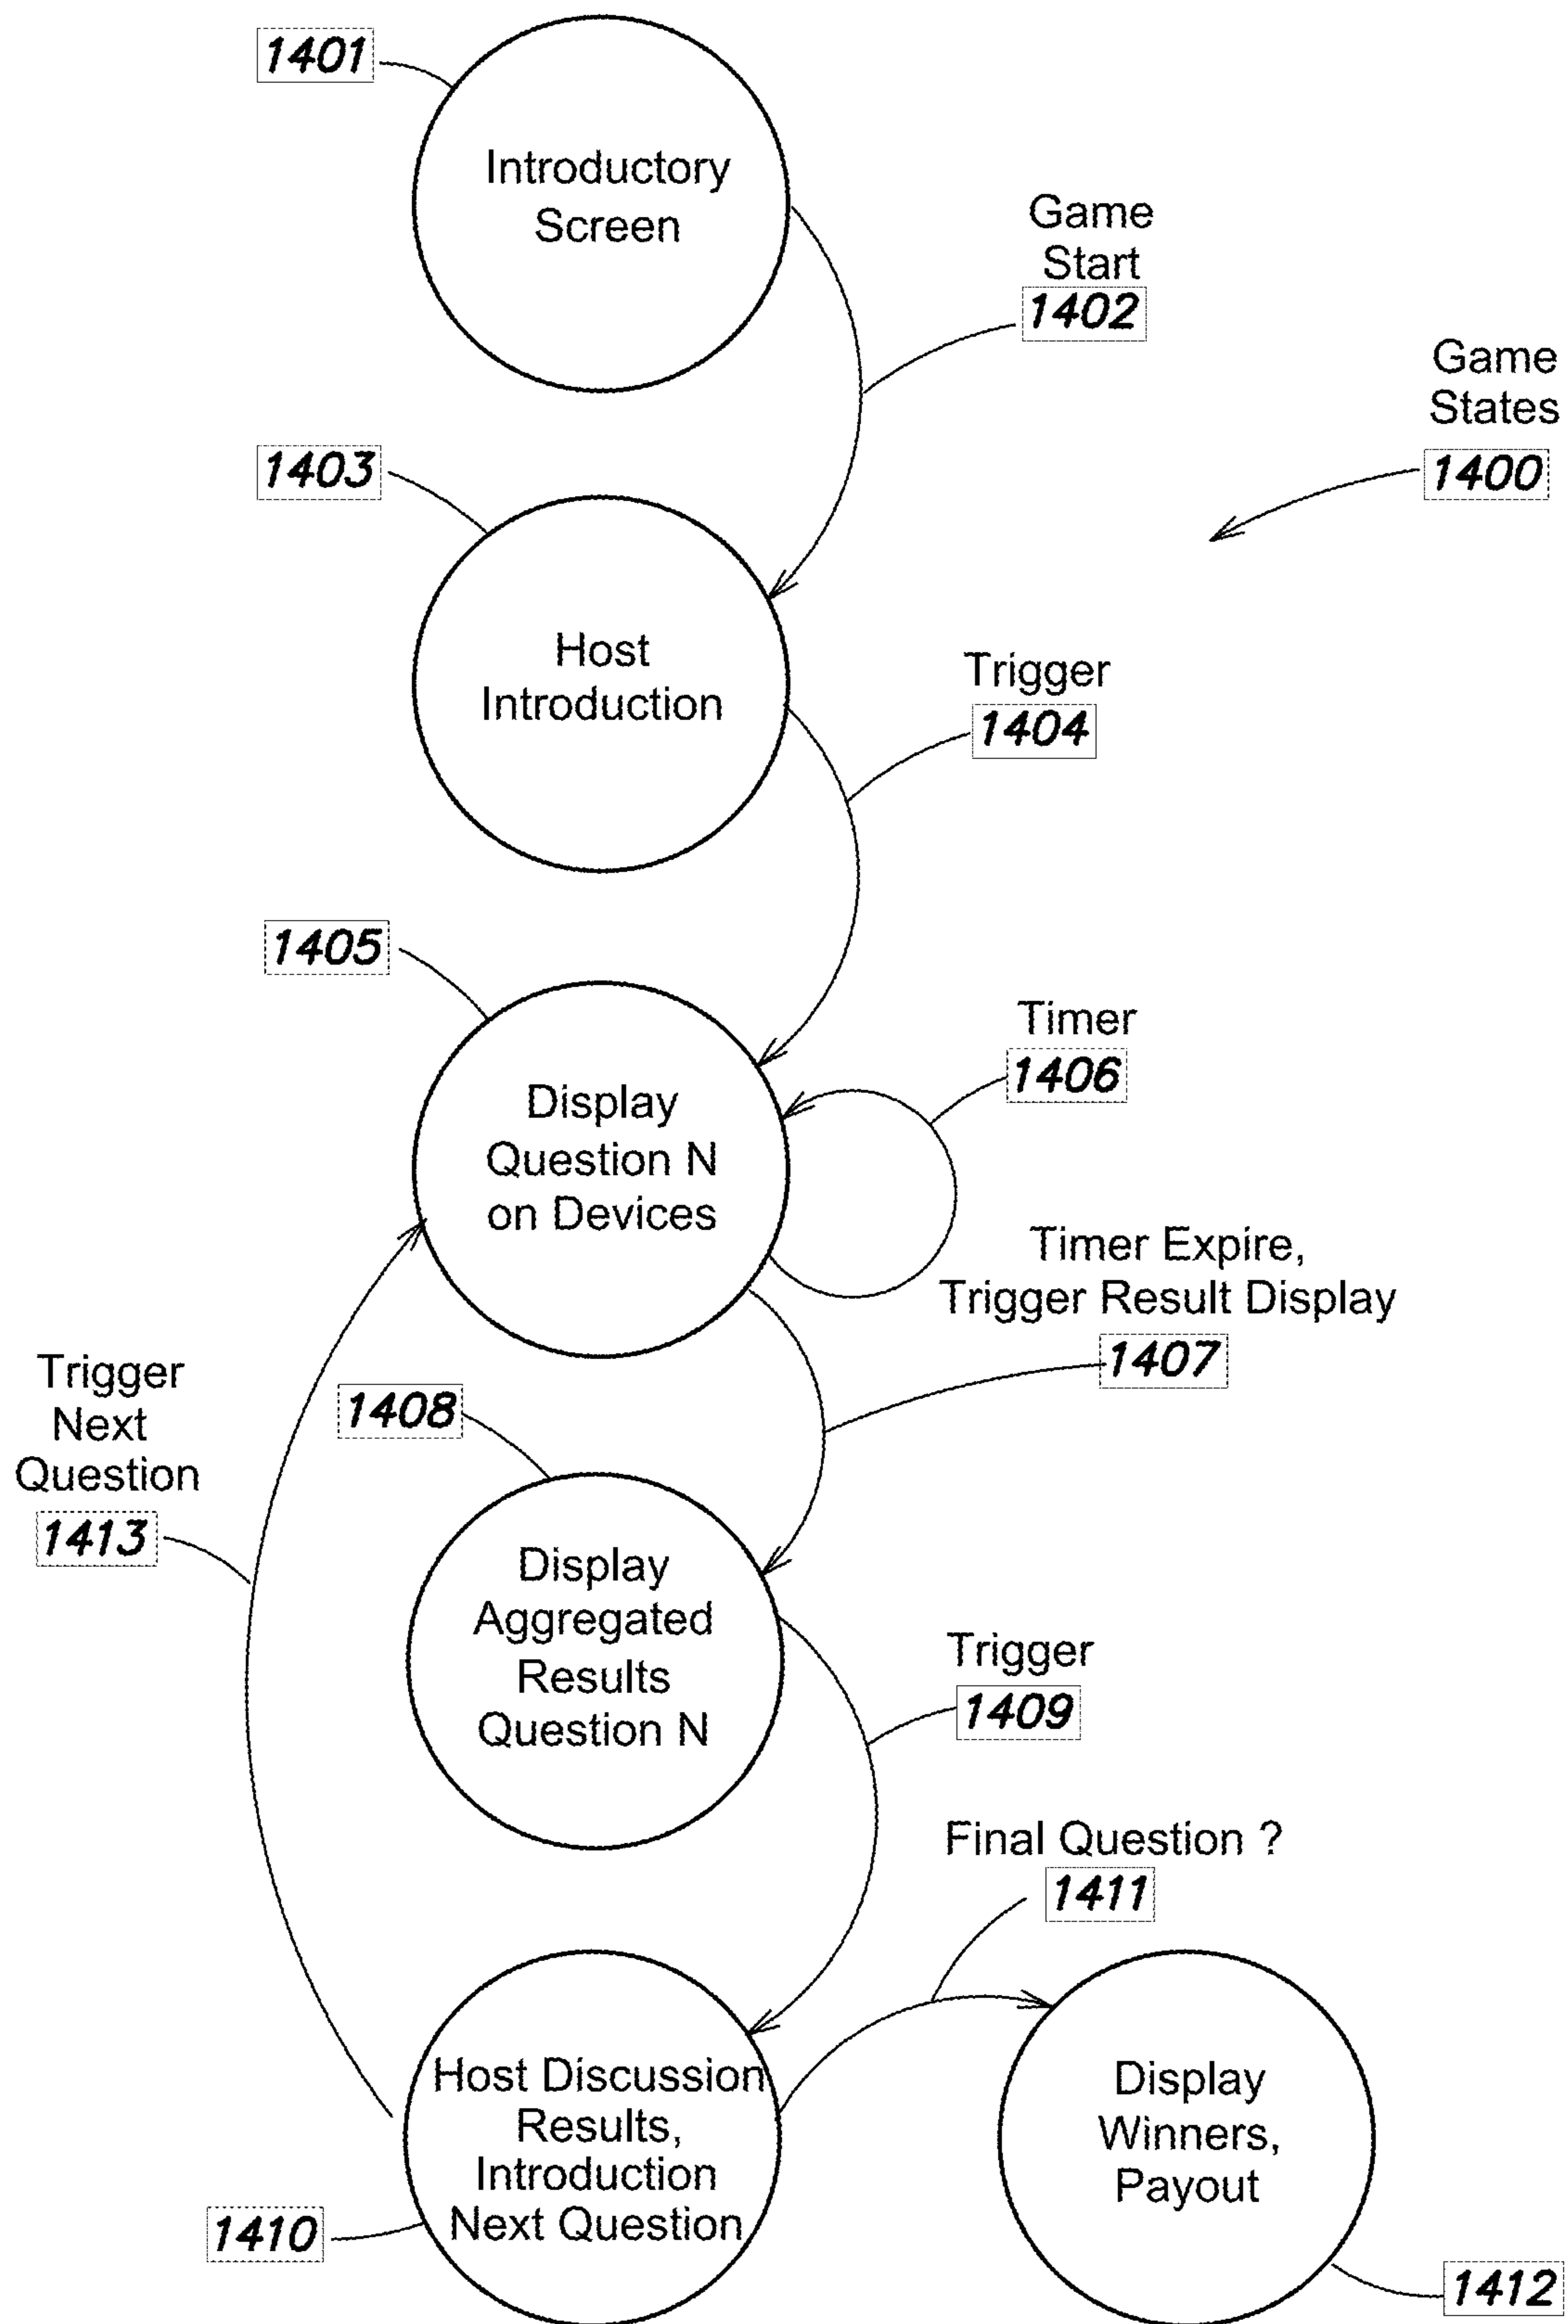 1401
Introductory
Screen
Game
Start
1402
Game
States
1400
1403
Host
Introduction
Trigger
1404
1405
Display
Question N
on Devices
Timer
1406
Timer Expire,
Trigger Result Display
1407
Trigger
Next
Question
1413
1408
Display
Aggregated
Results
Question N
Trigger
1409
Final Question ?
1411
Host Discussion
Results,
Introduction
Next Question
1410
Display
Winners,
Payout
1412